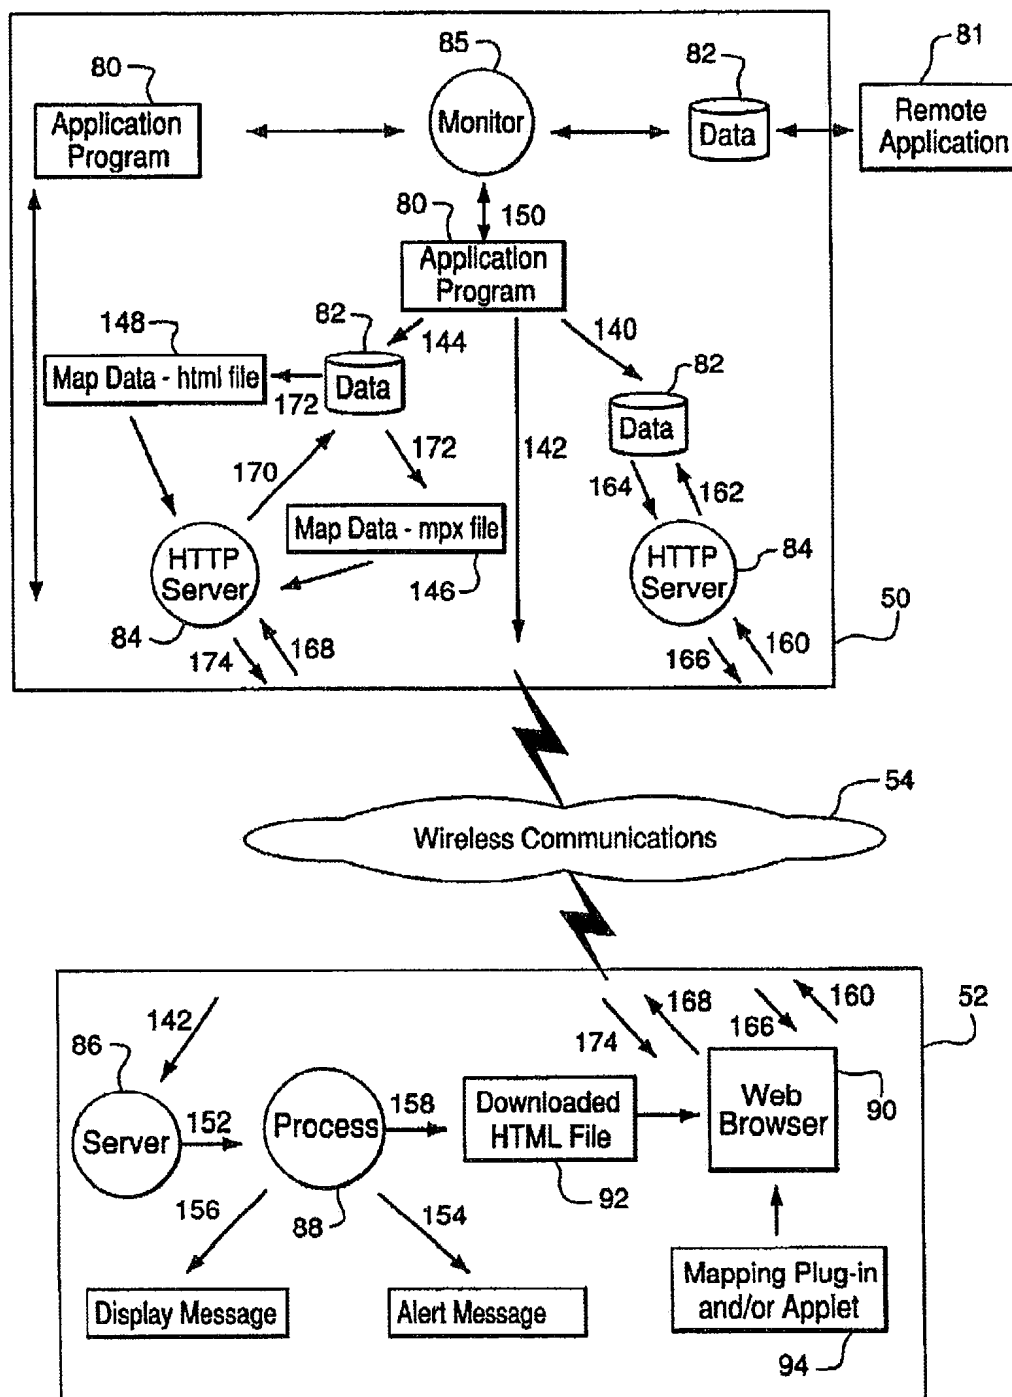 85
81
80
82
Application
Program
Monitor
Data
Remote
Application
80
150
Application
Program
148
82
144
140
Map Data - html file
172
Data
82
Data
172
142
170
164
162
Map Data - mpx file
HTTP
Server
146
HTTP
Server
84
84
50
174
168
166
160
54
Wireless Communications
142
168
160
52
174
166
86
Server
152
Process
158
Downloaded
HTML File
Web
Browser
90
156
88
154
92
Display Message
Alert Message
Mapping Plug-in
and/or Applet
94